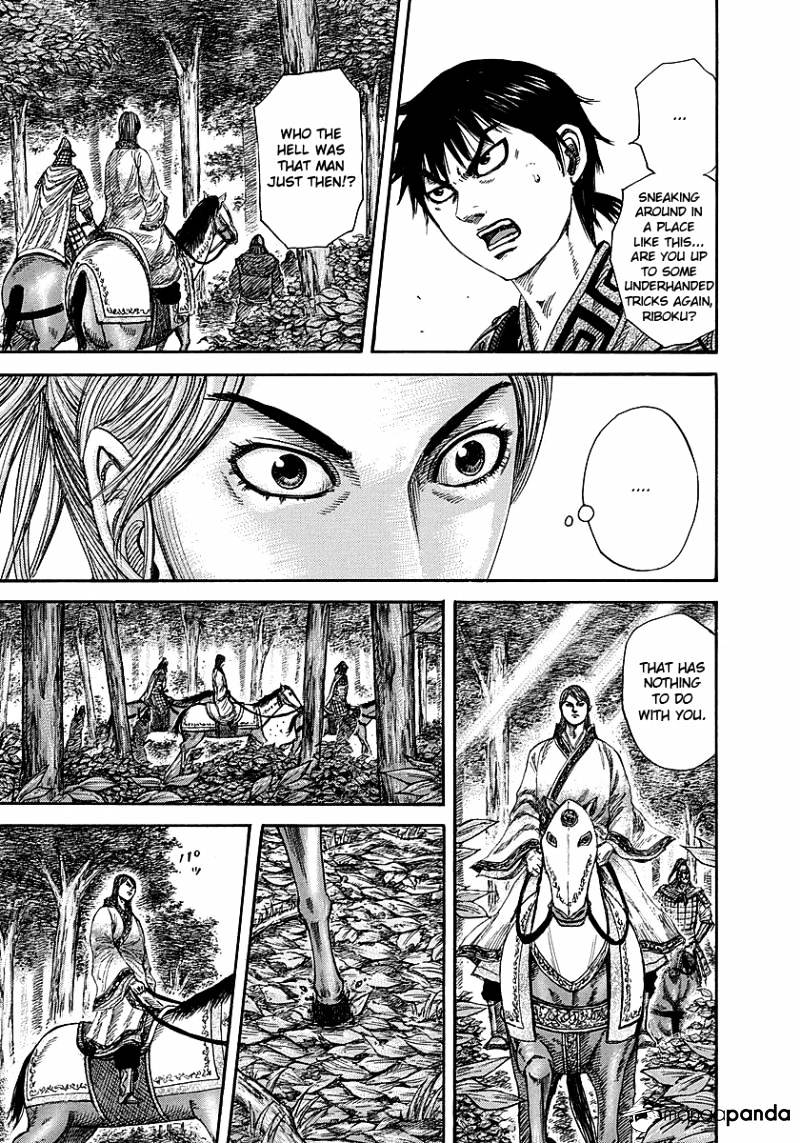 ...
SNEAKING
AROUND IN
A PLACE
LIKE THIS...
ARE YOU UP
TO SOME
UNDERHANDED
TRICKS AGAIN,
RIBOKU?
WHO THE
HELL WAS
THAT MAN
JUST THEN!?
....
THAT HAS
NOTHING
TO DO
WITH YOU.
mangapanda